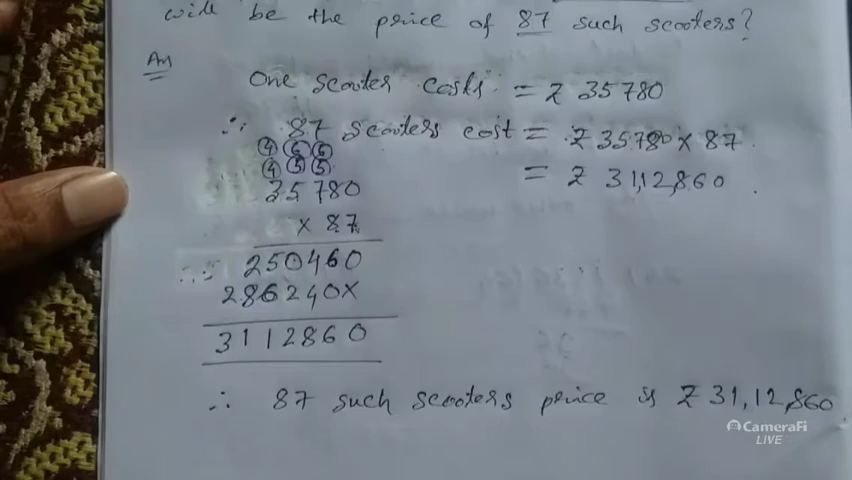 will be the price of 87 such scooters?
Ans
One scooter costs = ₹ 35780
∴ 87 scooters cost = ₹ 35780 x 87
= ₹ 31,12,860.
4 6 6
4 5 5
35780
x 87
250460
286240x
3112860
∴ 87 such scooters price is ₹ 31,12,860.
CameraFi
LIVE